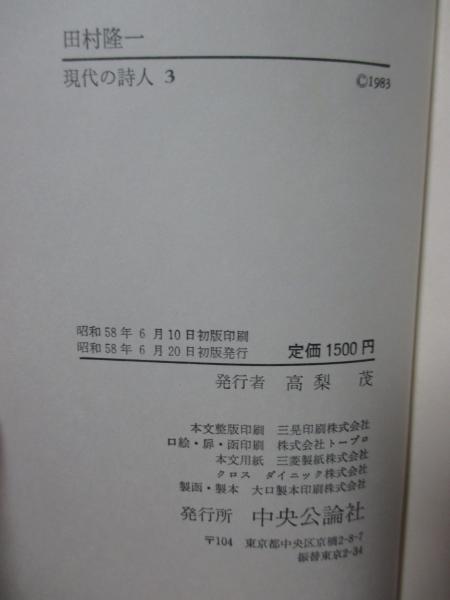 田村隆一
現代の詩人 3 ©1983
昭和58年 6 月10日初版印刷
昭和58年 6 月20日初版発行 定価 1500円
発行者 高 梨 茂
本文整版印刷 三晃印刷株式会社
口絵・扉・函印刷 株式会社トープロ
本文用紙 三菱製紙株式会社
クロス ダイニック株式会社
製函・製本 大口製本印刷株式会社
発行所 中央公論社
〒104 東京都中央区京橋2-8-7
振替東京2-34